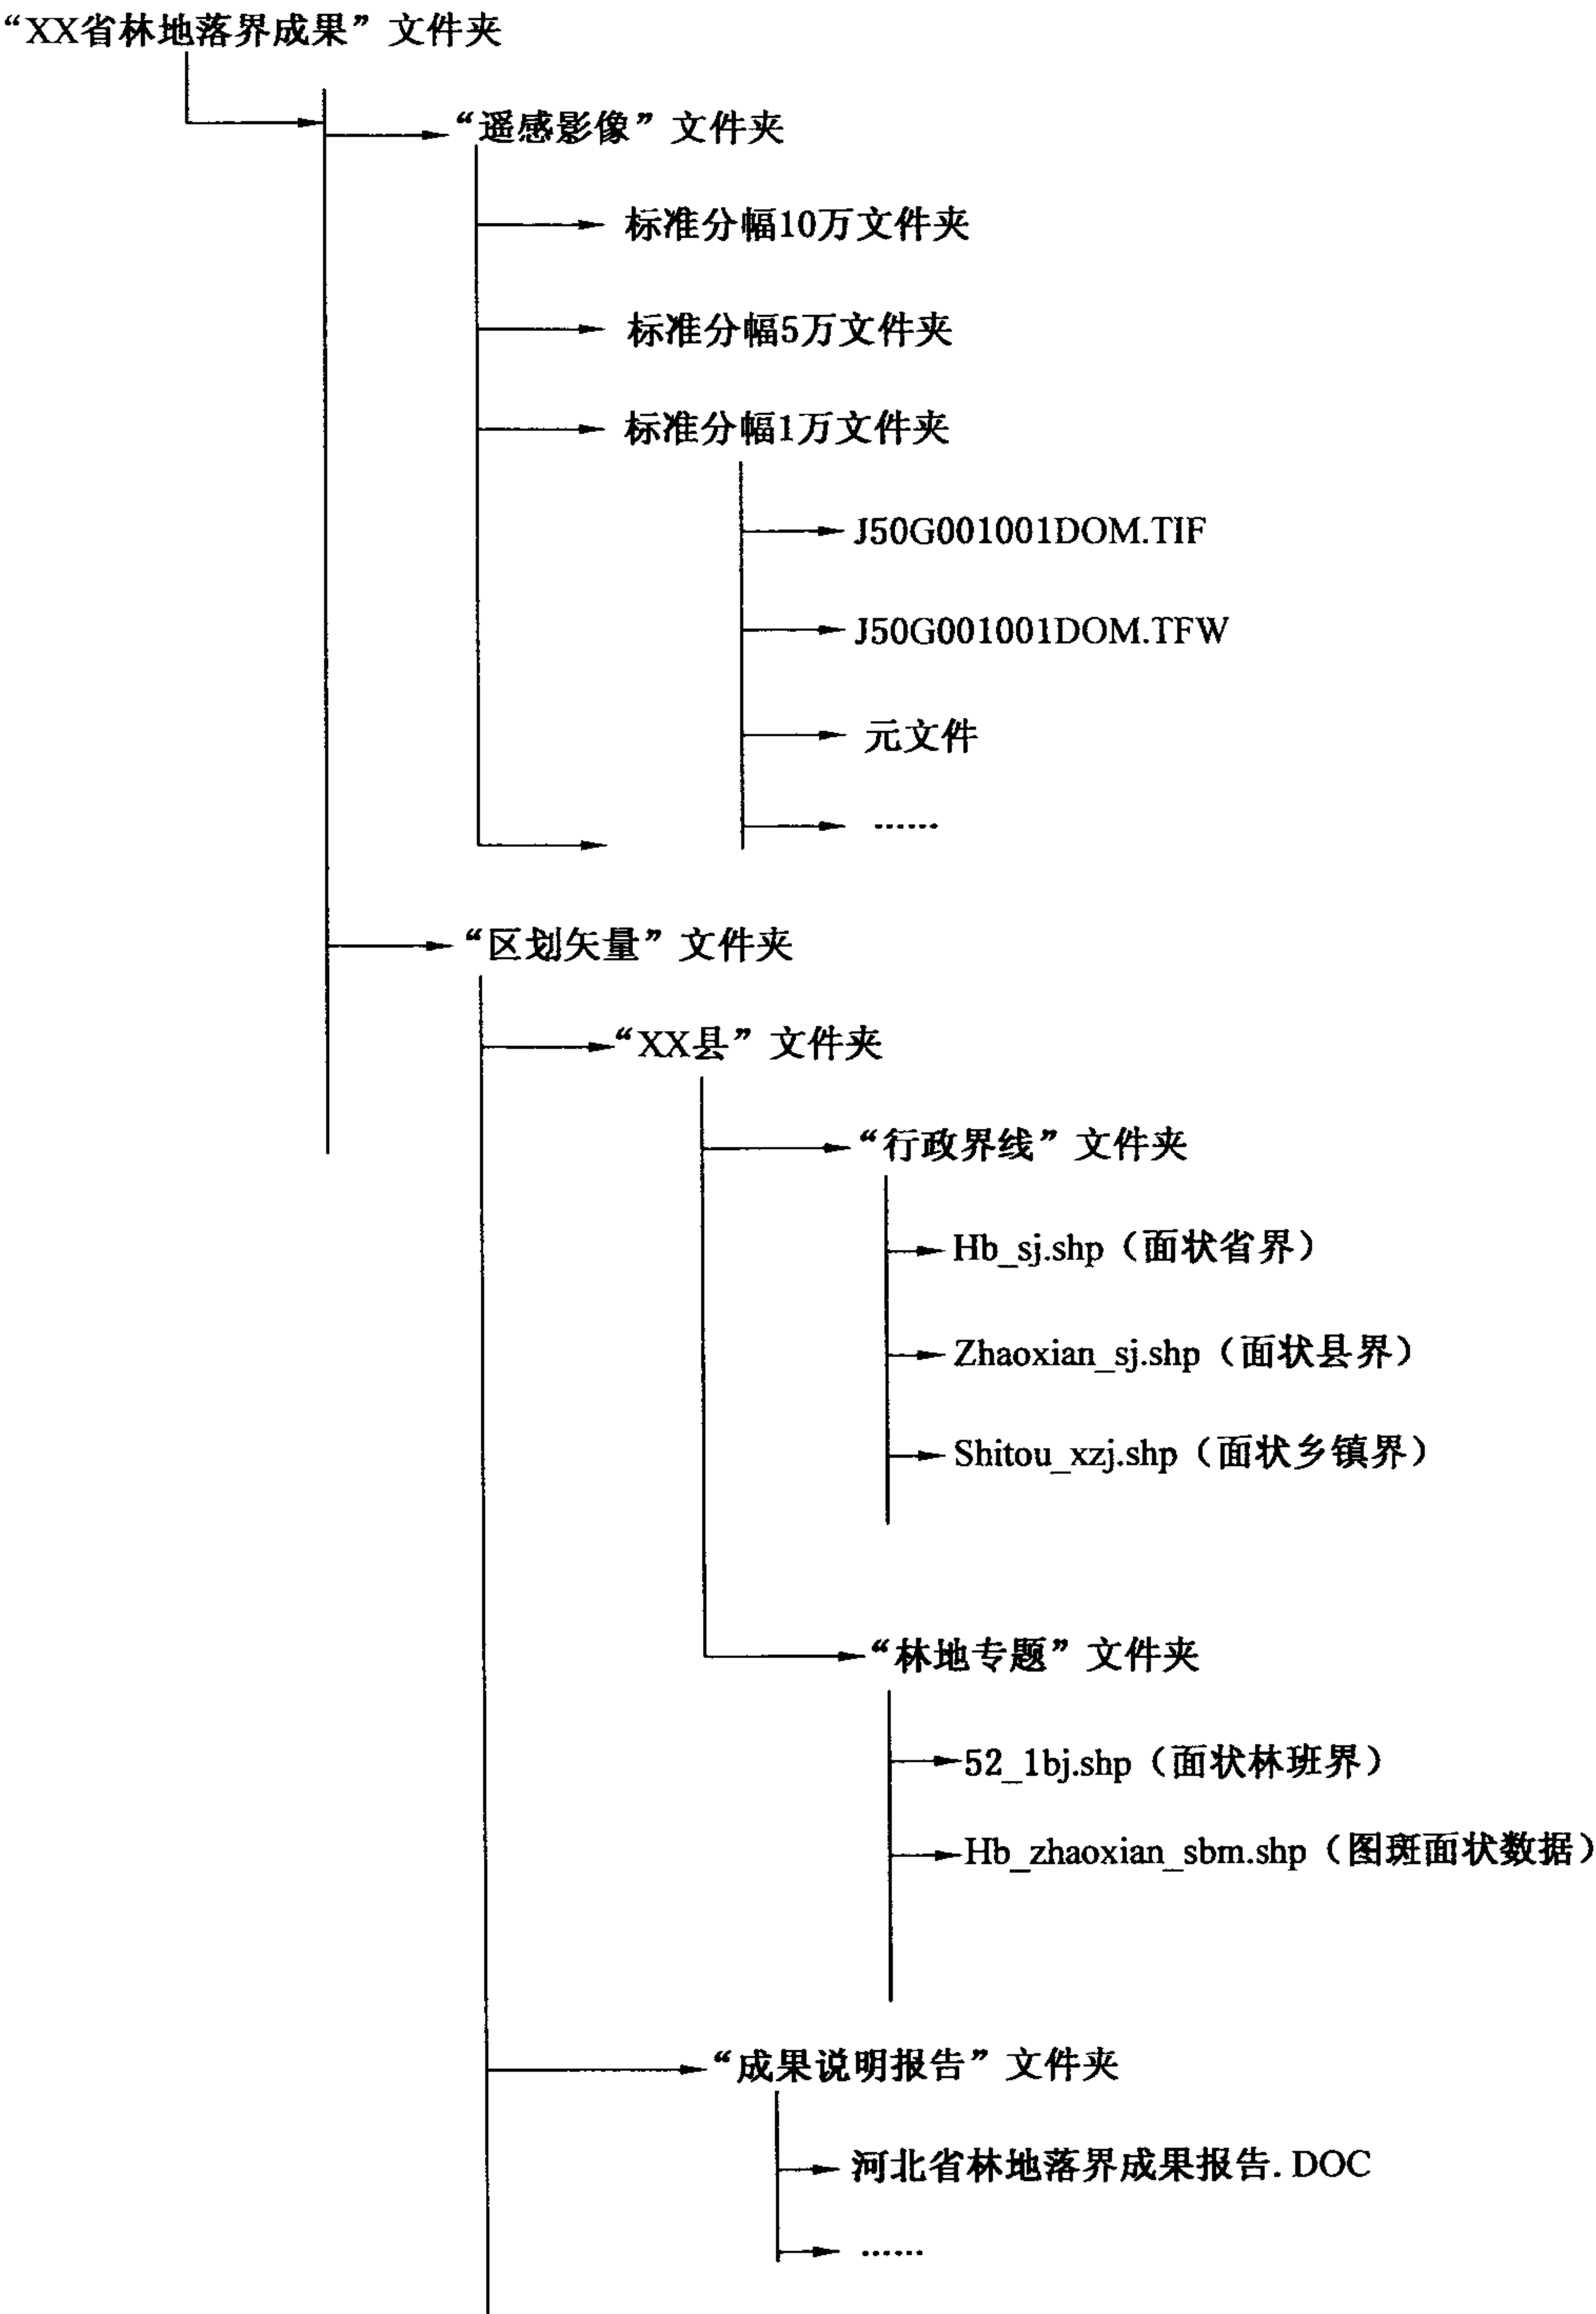 “XX省林地落界成果”文件夹
“遥感影像”文件夹
标准分幅10万文件夹
标准分幅5万文件夹
标准分幅1万文件夹
J50G001001DOM.TIF
J50G001001DOM.TFW
元文件
……
“区划矢量”文件夹
“XX县”文件夹
“行政界线”文件夹
Hb_sj.shp（面状省界）
Zhaoxian_sj.shp（面状县界）
Shitou_xzj.shp（面状乡镇界）
“林地专题”文件夹
52_1bj.shp（面状林班界）
Hb_zhaoxian_sbm.shp（图斑面状数据）
“成果说明报告”文件夹
河北省林地落界成果报告. DOC
……